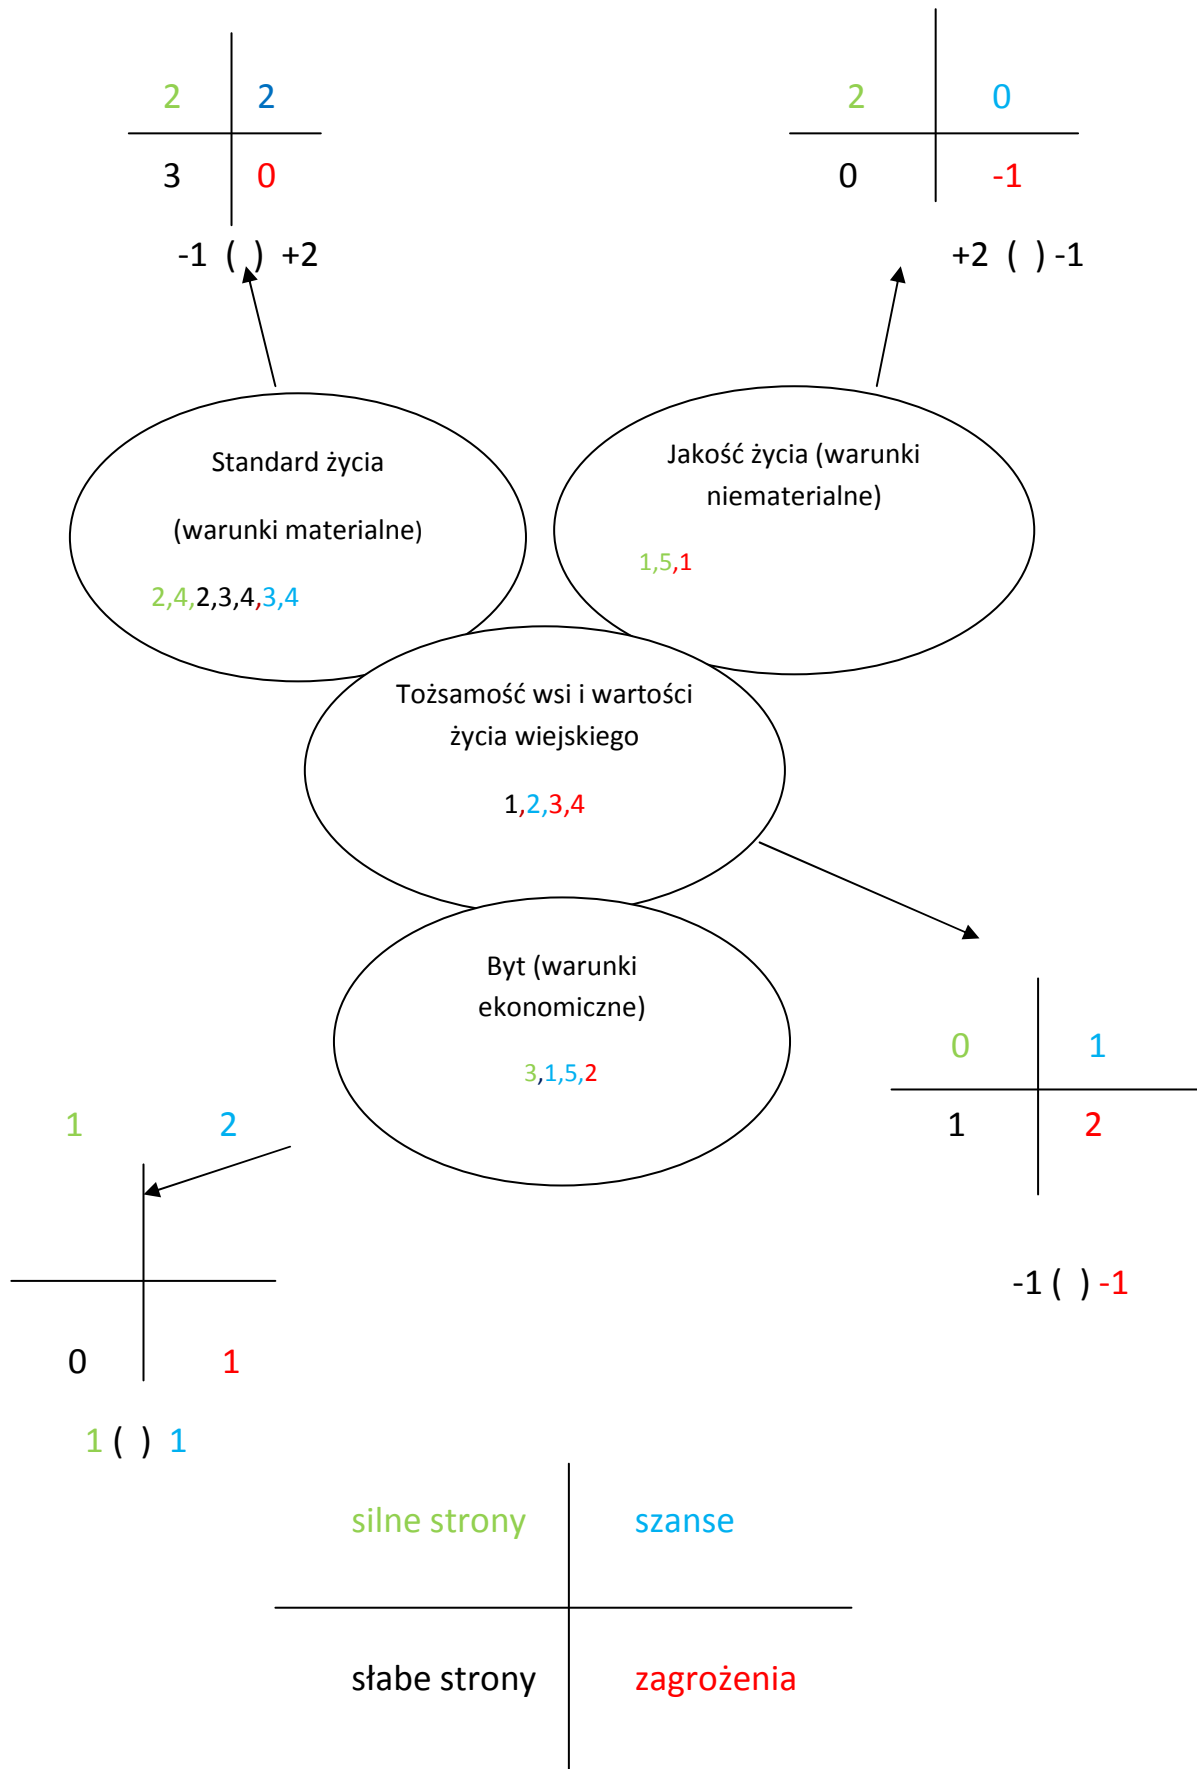 2 2
3 0
-1 ( ) +2
2 0
0 -1
+2 ( ) -1
Standard życia
(warunki materialne)
2,4,2,3,4,3,4
Jakość życia (warunki
niematerialne)
1,5,1
Tożsamość wsi i wartości
życia wiejskiego
1,2,3,4
Byt (warunki
ekonomiczne)
3,1,5,2
0 1
1 2
-1 ( ) -1
1 2
0 1
1 ( ) 1
silne strony szanse
słabe strony zagrożenia